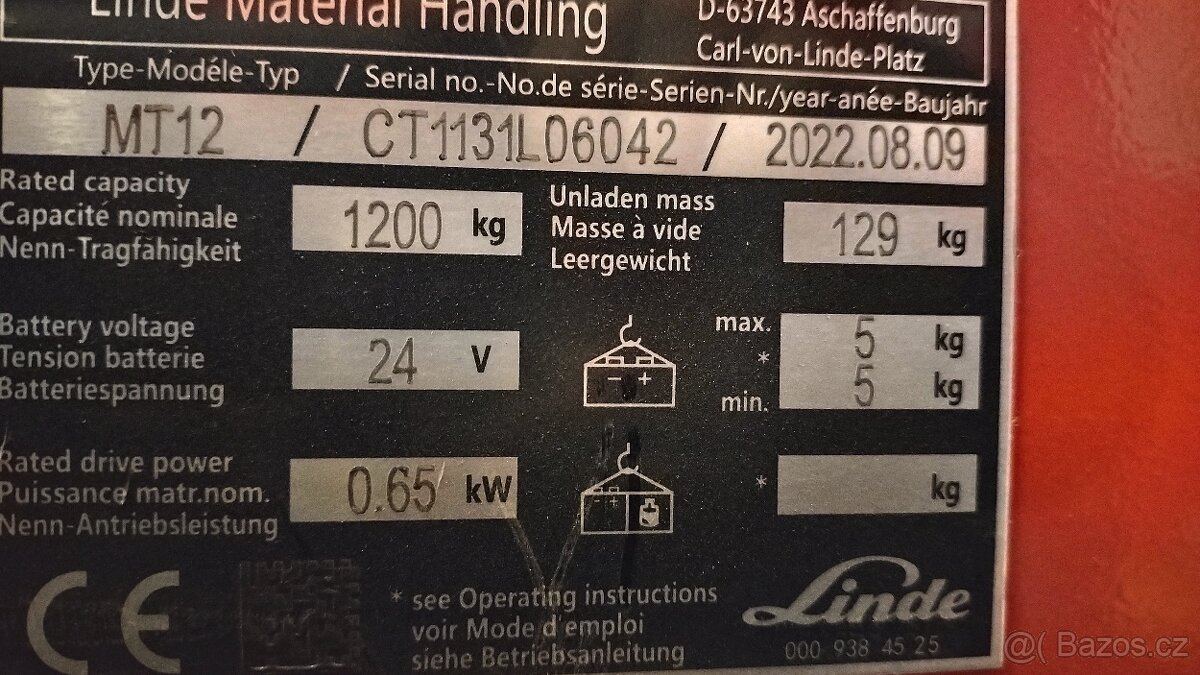 Linde Material Handling
D-63743 Aschaffenburg
Carl-von-Linde-Platz
Type-Modéle-Typ / Serial no.-No.de série-Serien-Nr./year-anée-Baujahr
MT12 / CT1131L06042 / 2022.08.09
Rated capacity
Capacité nominale
Nenn-Tragfähigkeit
1200 kg
Unladen mass
Masse à vide
Leergewicht
129 kg
Battery voltage
Tension batterie
Batteriespannung
24 V
max. 5 kg
*
min. 5 kg
Rated drive power
Puissance matr.nom.
Nenn-Antriebsleistung
0.65 kW
* kg
CE
* see Operating instructions
voir Mode d'emploi
siehe Betriebsanleitung
Linde
000 938 45 25
@( Bazos.cz